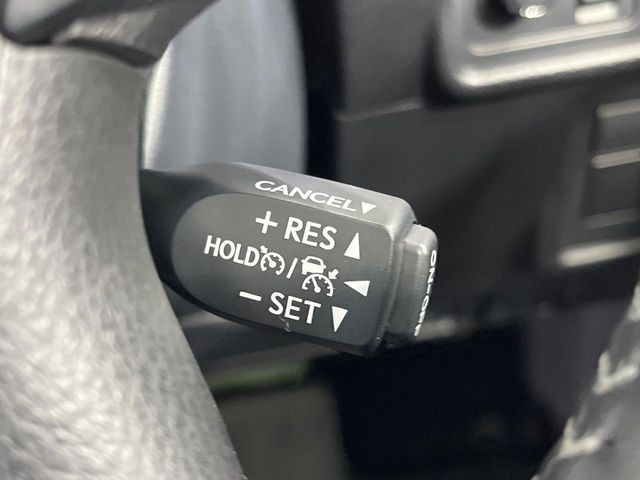 CANCEL▼
+ RES ▲
HOLD / ◀
− SET ▼
ON-OFF